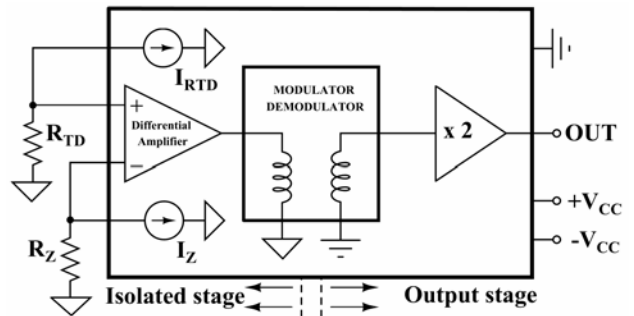 I_RTD
MODULATOR
DEMODULATOR
+
Differential
Amplifier
−
R_TD
x 2
OUT
+V_CC
-V_CC
I_Z
R_Z
Isolated stage
Output stage